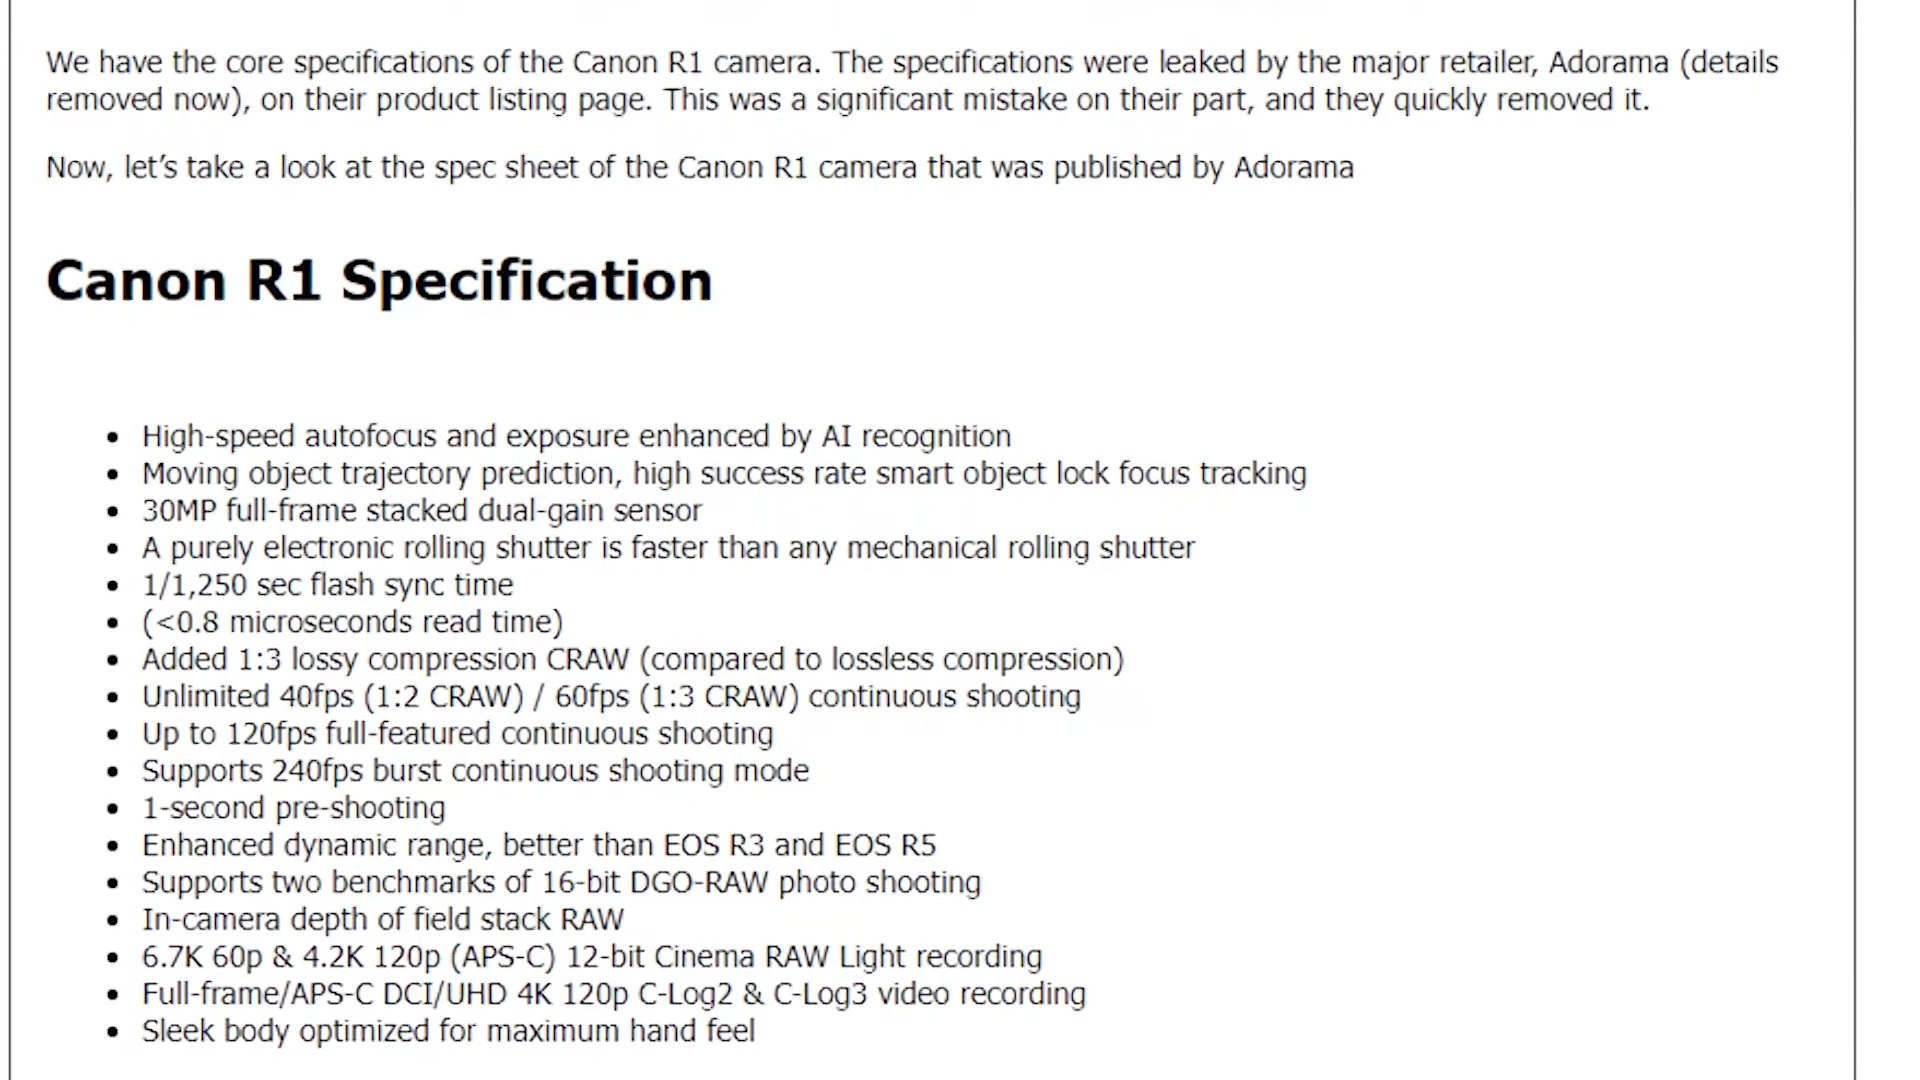 We have the core specifications of the Canon R1 camera. The specifications were leaked by the major retailer, Adorama (details
removed now), on their product listing page. This was a significant mistake on their part, and they quickly removed it.
Now, let’s take a look at the spec sheet of the Canon R1 camera that was published by Adorama
Canon R1 Specification
• High-speed autofocus and exposure enhanced by AI recognition
• Moving object trajectory prediction, high success rate smart object lock focus tracking
• 30MP full-frame stacked dual-gain sensor
• A purely electronic rolling shutter is faster than any mechanical rolling shutter
• 1/1,250 sec flash sync time
• (<0.8 microseconds read time)
• Added 1:3 lossy compression CRAW (compared to lossless compression)
• Unlimited 40fps (1:2 CRAW) / 60fps (1:3 CRAW) continuous shooting
• Up to 120fps full-featured continuous shooting
• Supports 240fps burst continuous shooting mode
• 1-second pre-shooting
• Enhanced dynamic range, better than EOS R3 and EOS R5
• Supports two benchmarks of 16-bit DGO-RAW photo shooting
• In-camera depth of field stack RAW
• 6.7K 60p & 4.2K 120p (APS-C) 12-bit Cinema RAW Light recording
• Full-frame/APS-C DCI/UHD 4K 120p C-Log2 & C-Log3 video recording
• Sleek body optimized for maximum hand feel